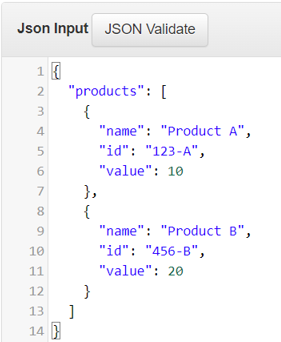 Json Input JSON Validate
1 {
2   "products": [
3     {
4       "name": "Product A",
5       "id": "123-A",
6       "value": 10
7     },
8     {
9       "name": "Product B",
10       "id": "456-B",
11       "value": 20
12     }
13   ]
14 }